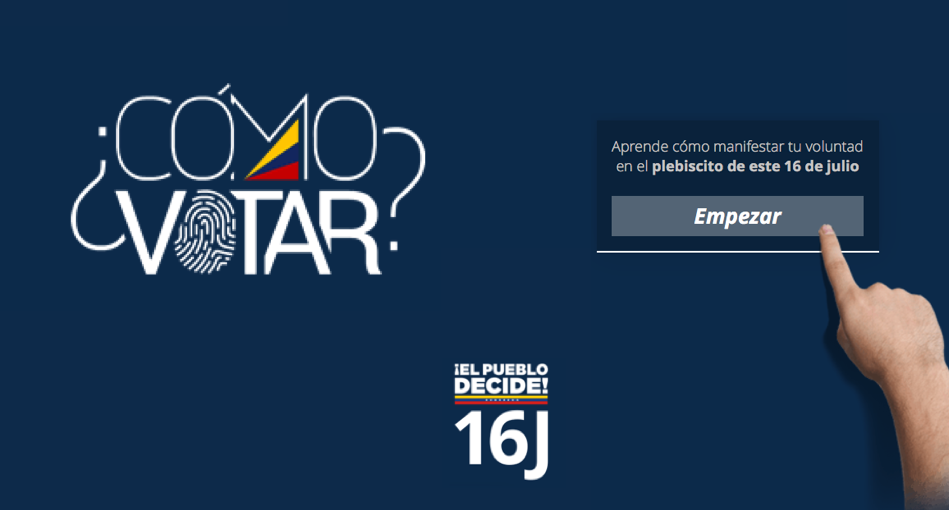 ¿CÓMO
VOTAR?
Aprende cómo manifestar tu voluntad
en el plebiscito de este 16 de julio
Empezar
¡EL PUEBLO
DECIDE!
16J